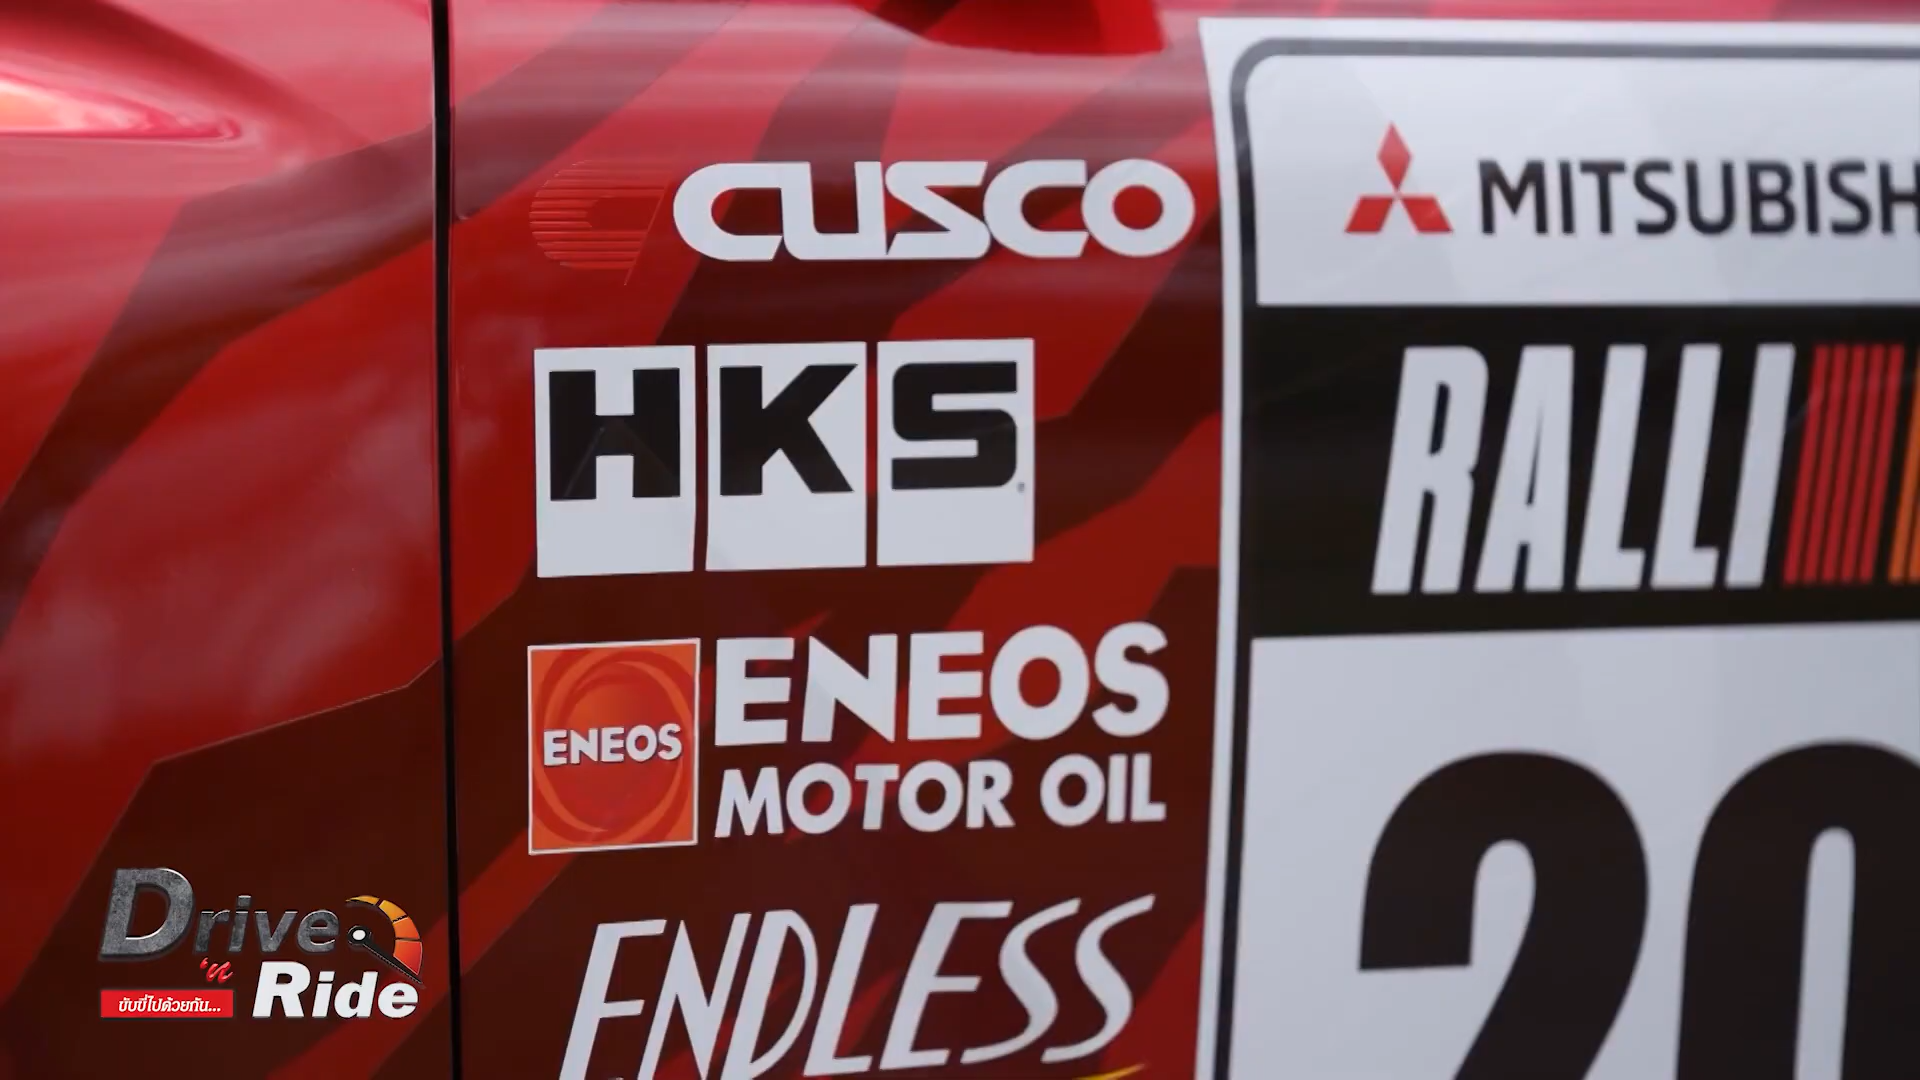 CUSCO
HKS
ENEOS
ENEOS
MOTOR OIL
ENDLESS
MITSUBISH
RALLI
20
Drive
'n
Ride
ขับขี่ไปด้วยกัน...